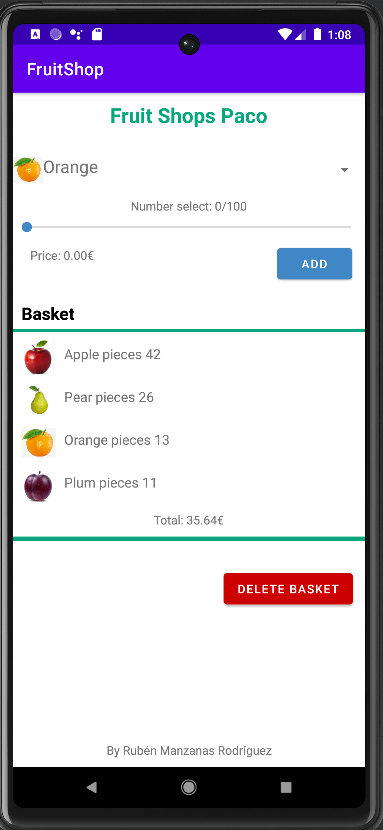 1:08
FruitShop
Fruit Shops Paco
Orange
Number select: 0/100
Price: 0.00€
ADD
Basket
Apple pieces 42
Pear pieces 26
Orange pieces 13
Plum pieces 11
Total: 35.64€
DELETE BASKET
By Rubén Manzanas Rodríguez